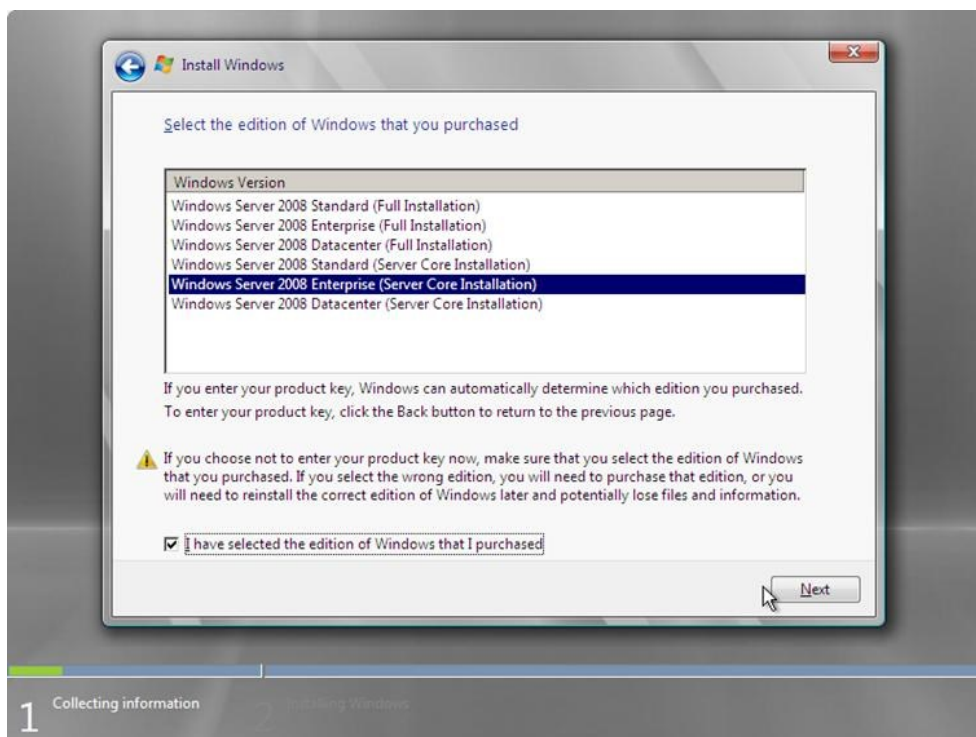 Install Windows
Select the edition of Windows that you purchased
Windows Version
Windows Server 2008 Standard (Full Installation)
Windows Server 2008 Enterprise (Full Installation)
Windows Server 2008 Datacenter (Full Installation)
Windows Server 2008 Standard (Server Core Installation)
Windows Server 2008 Enterprise (Server Core Installation)
Windows Server 2008 Datacenter (Server Core Installation)
If you enter your product key, Windows can automatically determine which edition you purchased.
To enter your product key, click the Back button to return to the previous page.
If you choose not to enter your product key now, make sure that you select the edition of Windows
that you purchased. If you select the wrong edition, you will need to purchase that edition, or you
will need to reinstall the correct edition of Windows later and potentially lose files and information.
I have selected the edition of Windows that I purchased
Next
1 Collecting information
2 Installing Windows